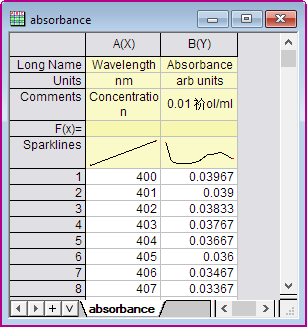 absorbance
A(X) B(Y)
Long Name Wavelength Absorbance
Units nm arb units
Comments Concentratio
n 0.01 衯ol/ml
F(x)=
Sparklines
1 400 0.03967
2 401 0.039
3 402 0.03833
4 403 0.03767
5 404 0.03667
6 405 0.036
7 406 0.03467
8 407 0.03367
absorbance